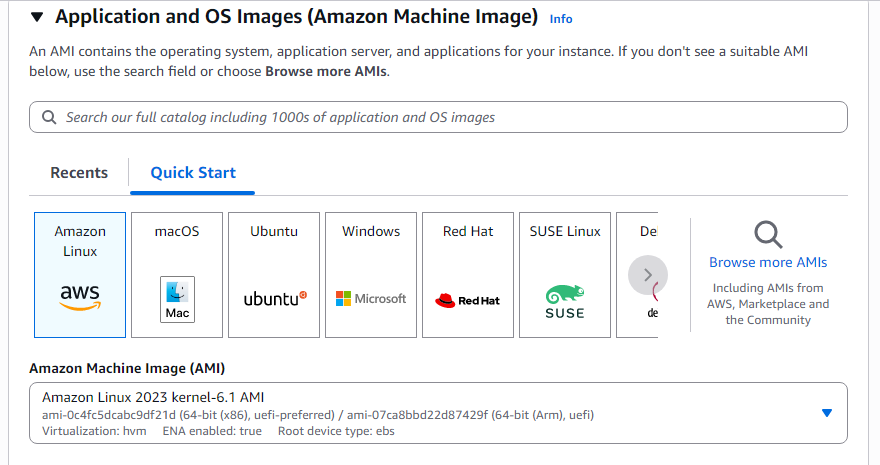 Application and OS Images (Amazon Machine Image) Info
An AMI contains the operating system, application server, and applications for your instance. If you don't see a suitable AMI
below, use the search field or choose Browse more AMIs.
Search our full catalog including 1000s of application and OS images
Recents
Quick Start
Amazon
Linux
aws
macOS
Mac
Ubuntu
ubuntu
Windows
Microsoft
Red Hat
Red Hat
SUSE Linux
SUSE
De
de
Browse more AMIs
Including AMIs from
AWS, Marketplace and
the Community
Amazon Machine Image (AMI)
Amazon Linux 2023 kernel-6.1 AMI
ami-0c4fc5dcabc9df21d (64-bit (x86), uefi-preferred) / ami-07ca8bbd22d87429f (64-bit (Arm), uefi)
Virtualization: hvm ENA enabled: true Root device type: ebs